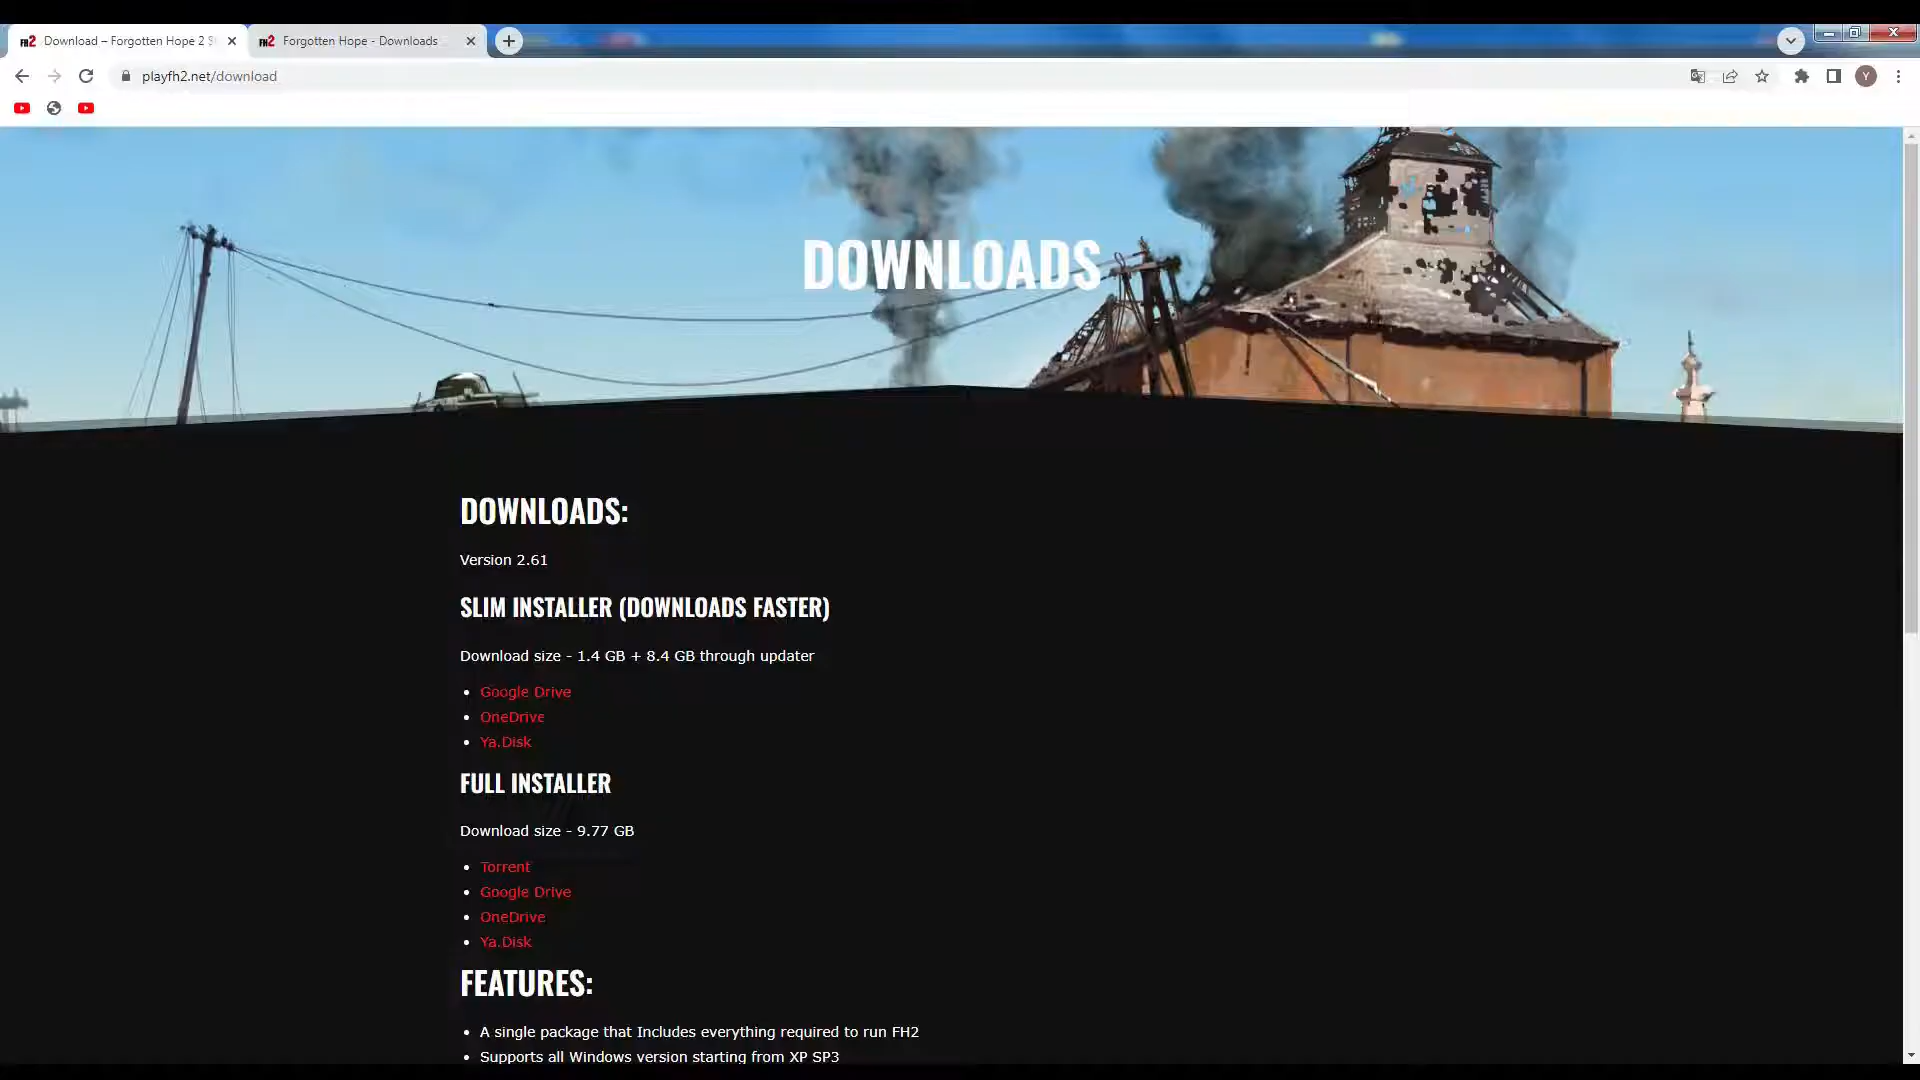 FH2 Download – Forgotten Hope 2 S
FH2 Forgotten Hope - Downloads
playfh2.net/download
Y
DOWNLOADS
DOWNLOADS:
Version 2.61
SLIM INSTALLER (DOWNLOADS FASTER)
Download size - 1.4 GB + 8.4 GB through updater
Google Drive
OneDrive
Ya.Disk
FULL INSTALLER
Download size - 9.77 GB
Torrent
Google Drive
OneDrive
Ya.Disk
FEATURES:
A single package that Includes everything required to run FH2
Supports all Windows version starting from XP SP3